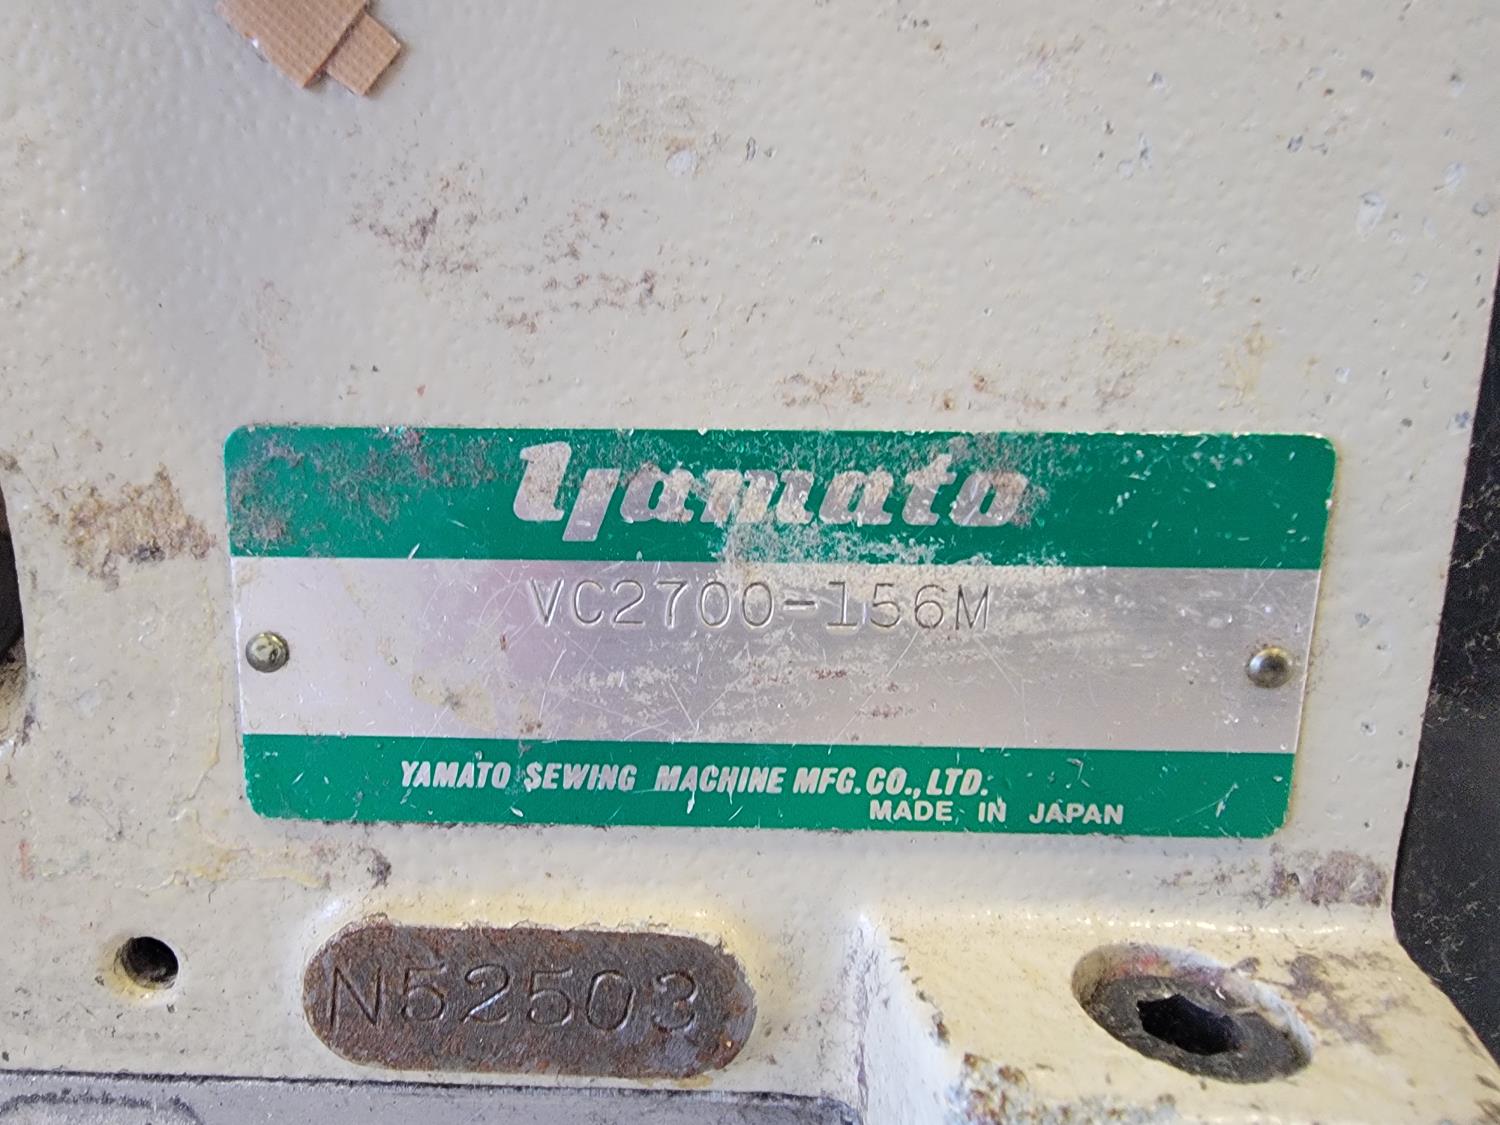 yamato
VC2700-156M
YAMATO SEWING MACHINE MFG. CO., LTD.
MADE IN JAPAN
N52503